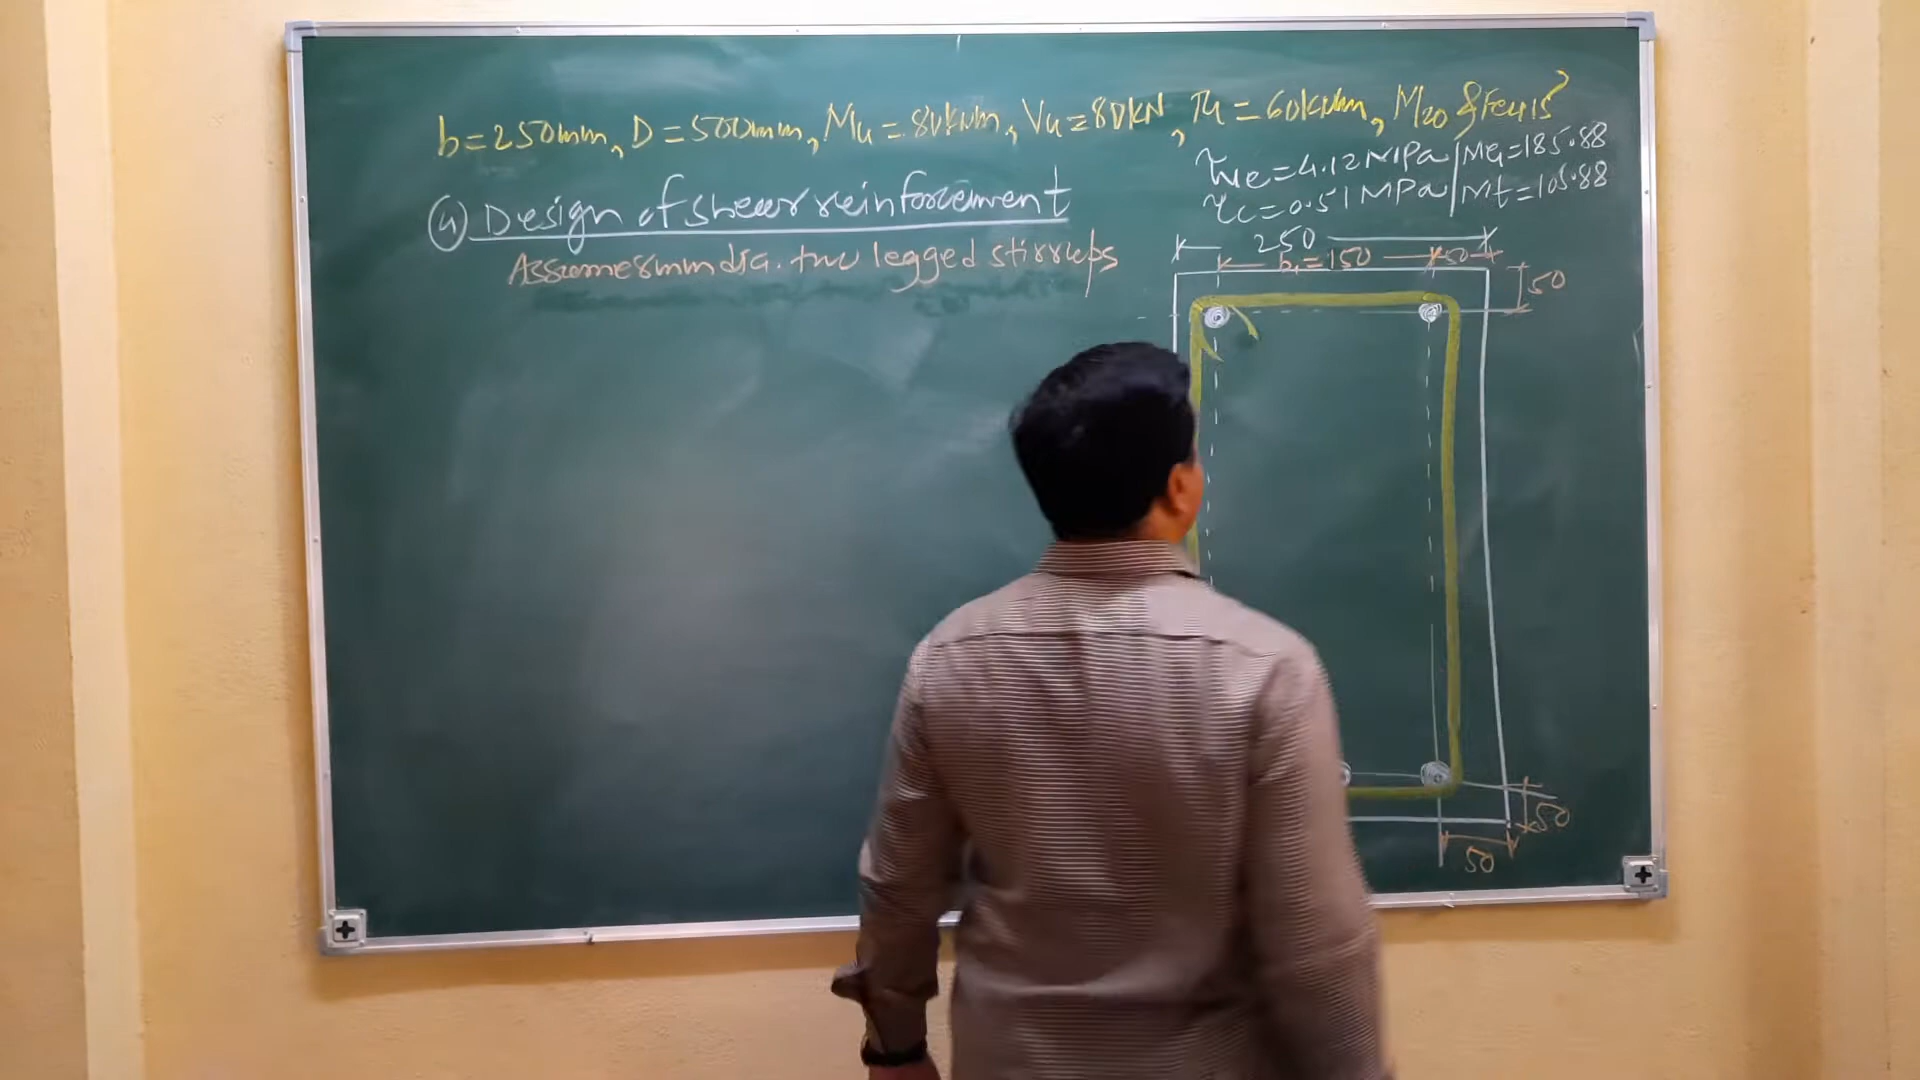 b=250mm, D=500mm, Mu=80kNm, Vu=80kN, Tu=60kNm, M20 & Fe415?
τve=4.12MPa/Me1=185.88
τc=0.51MPa/Mt=105.88
④ Design of shear reinforcement
Assume 8mm dia. two legged stirrups
250
b1=150
50
50
50
50